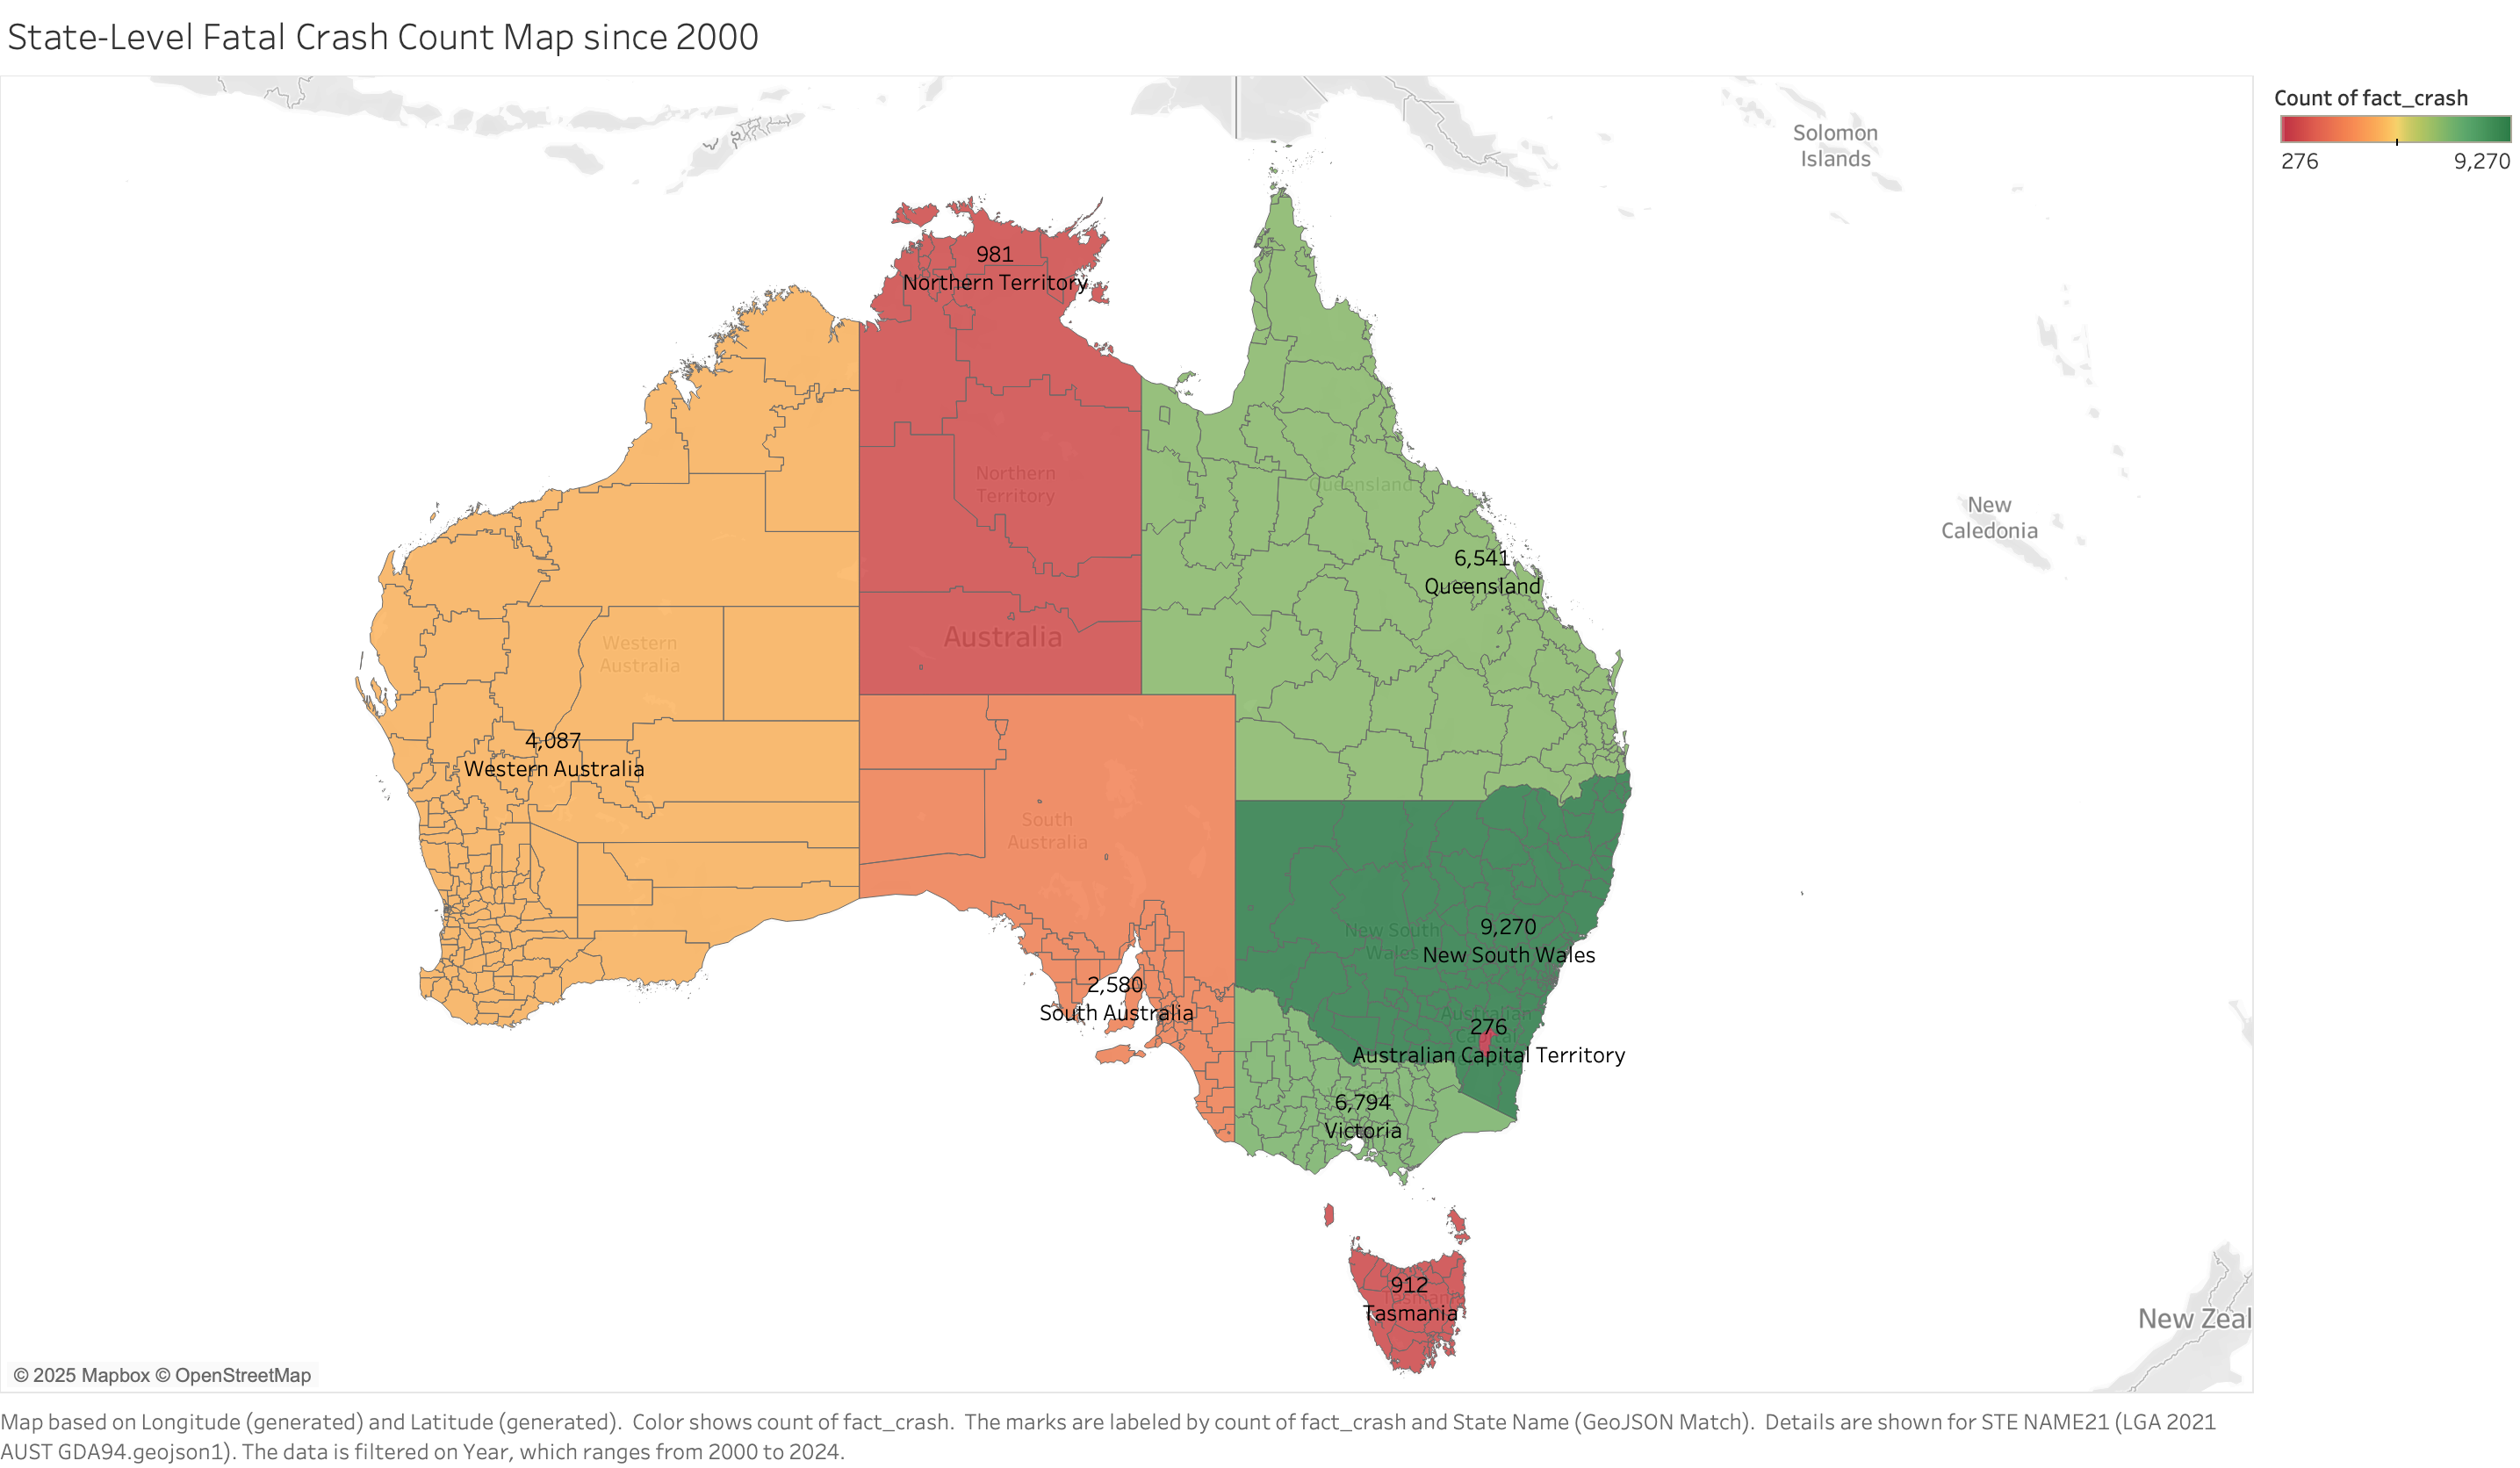 State-Level Fatal Crash Count Map since 2000
Count of fact_crash
276
9,270
Solomon
Islands
981
Northern Territory
Northern
Territory
Queensland
New
Caledonia
6,541
Queensland
Australia
Western
Australia
4,087
Western Australia
South
Australia
9,270
New South Wales
New South
Wales
2,580
South Australia
Australian
Capital
276
Australian Capital Territory
6,794
Victoria
912
Tasmania
Tasmania
New Zeal
© 2025 Mapbox © OpenStreetMap
Map based on Longitude (generated) and Latitude (generated).  Color shows count of fact_crash.  The marks are labeled by count of fact_crash and State Name (GeoJSON Match).  Details are shown for STE NAME21 (LGA 2021
AUST GDA94.geojson1). The data is filtered on Year, which ranges from 2000 to 2024.